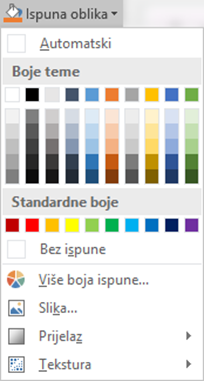 Ispuna oblika
Automatski
Boje teme
Standardne boje
Bez ispune
Više boja ispune...
Slika...
Prijelaz
Tekstura